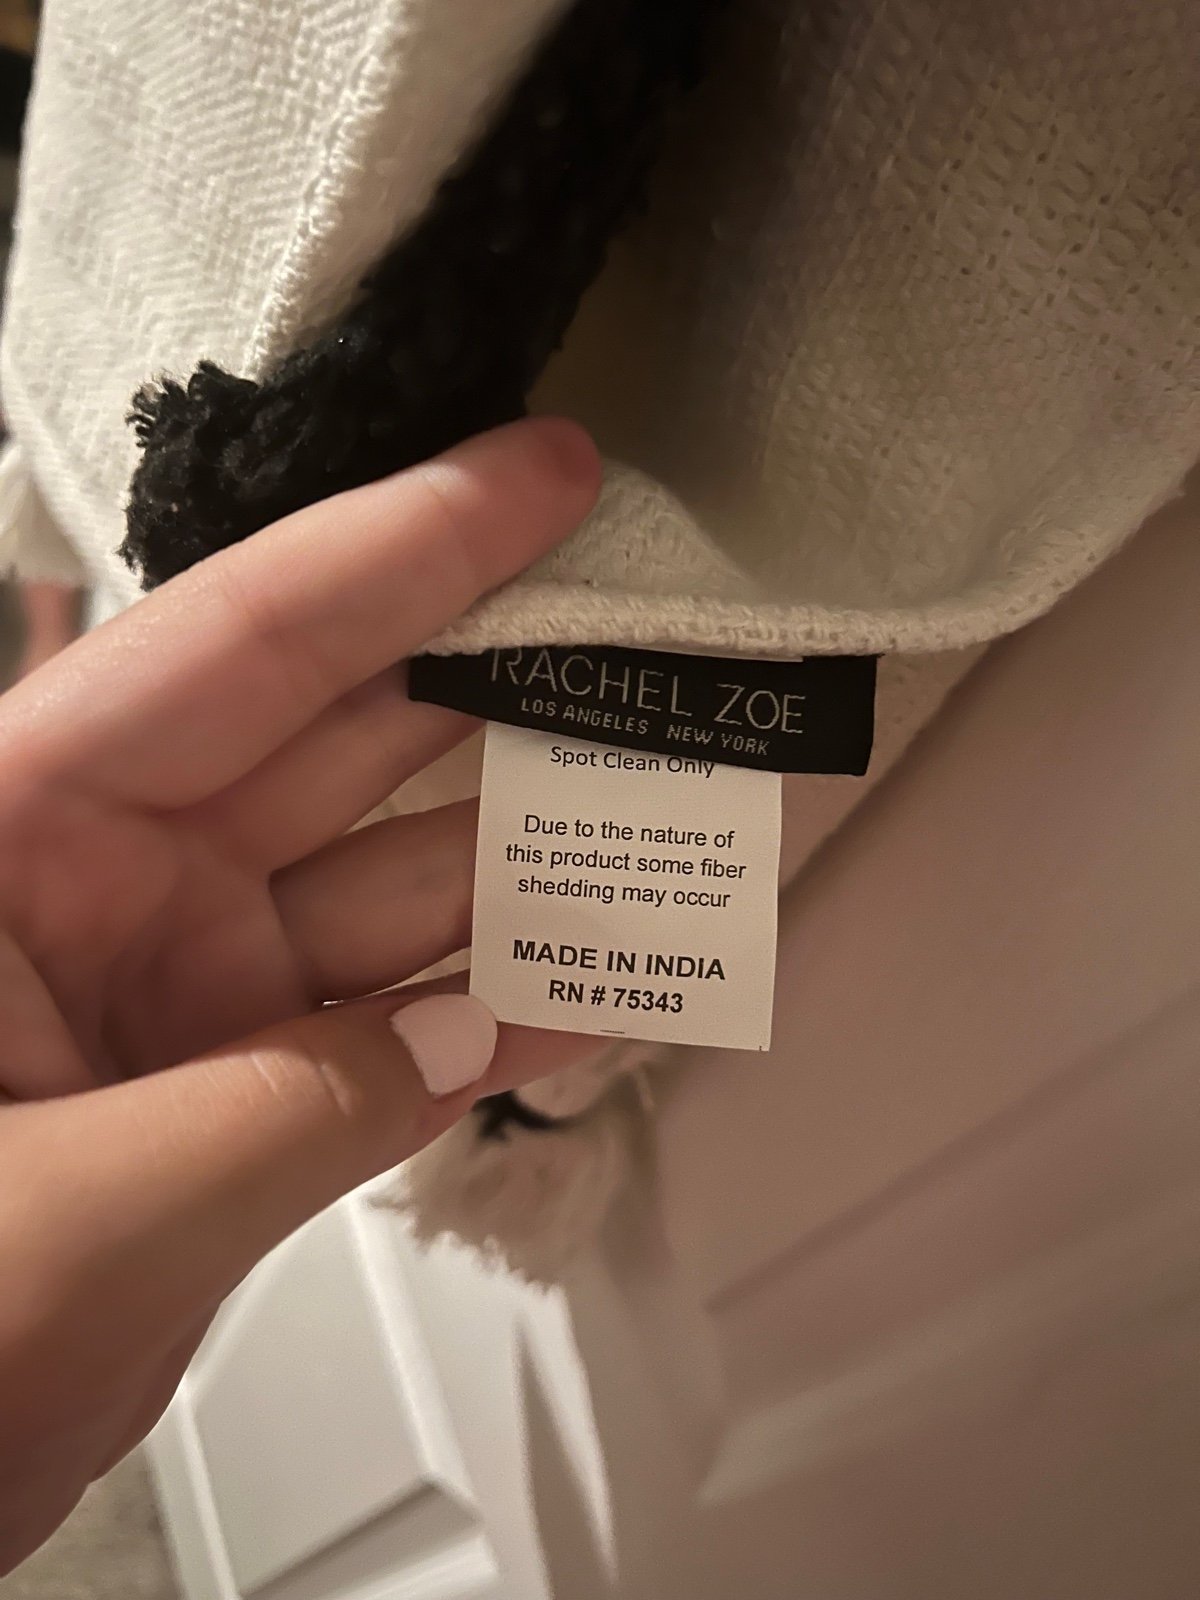 RACHEL ZOE
LOS ANGELES NEW YORK
Spot Clean Only
Due to the nature of
this product some fiber
shedding may occur
MADE IN INDIA
RN # 75343